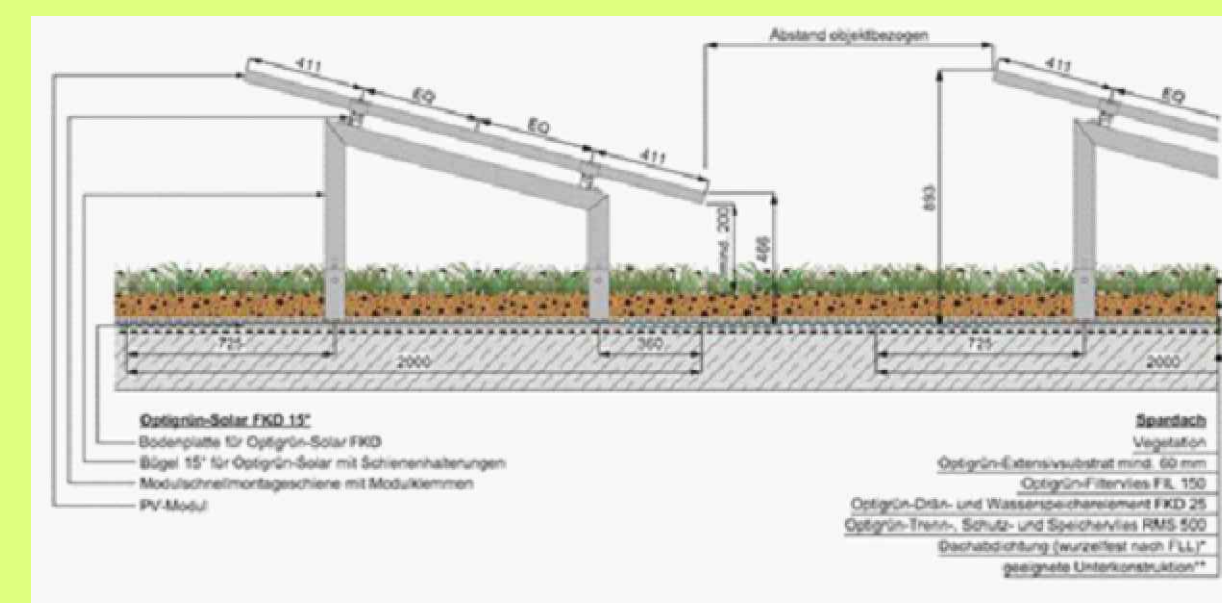 Abstand objektbezogen
411
EQ
EQ
411
411
EQ
mind. 200
466
893
725
360
2000
725
2000
Optigrün-Solar FKD 15°
Bodenplatte für Optigrün-Solar FKD
Bügel 15° für Optigrün-Solar mit Schienenhalterungen
Modulschnellmontageschiene mit Modulklemmen
PV-Modul
Spardach
Vegetation
Optigrün-Extensivsubstrat mind. 60 mm
Optigrün-Filtervlies FIL 150
Optigrün-Drän- und Wasserspeicherelement FKD 25
Optigrün-Trenn-, Schutz- und Speichervlies RMS 500
Dachabdichtung (wurzelfest nach FLL)*
geeignete Unterkonstruktion**